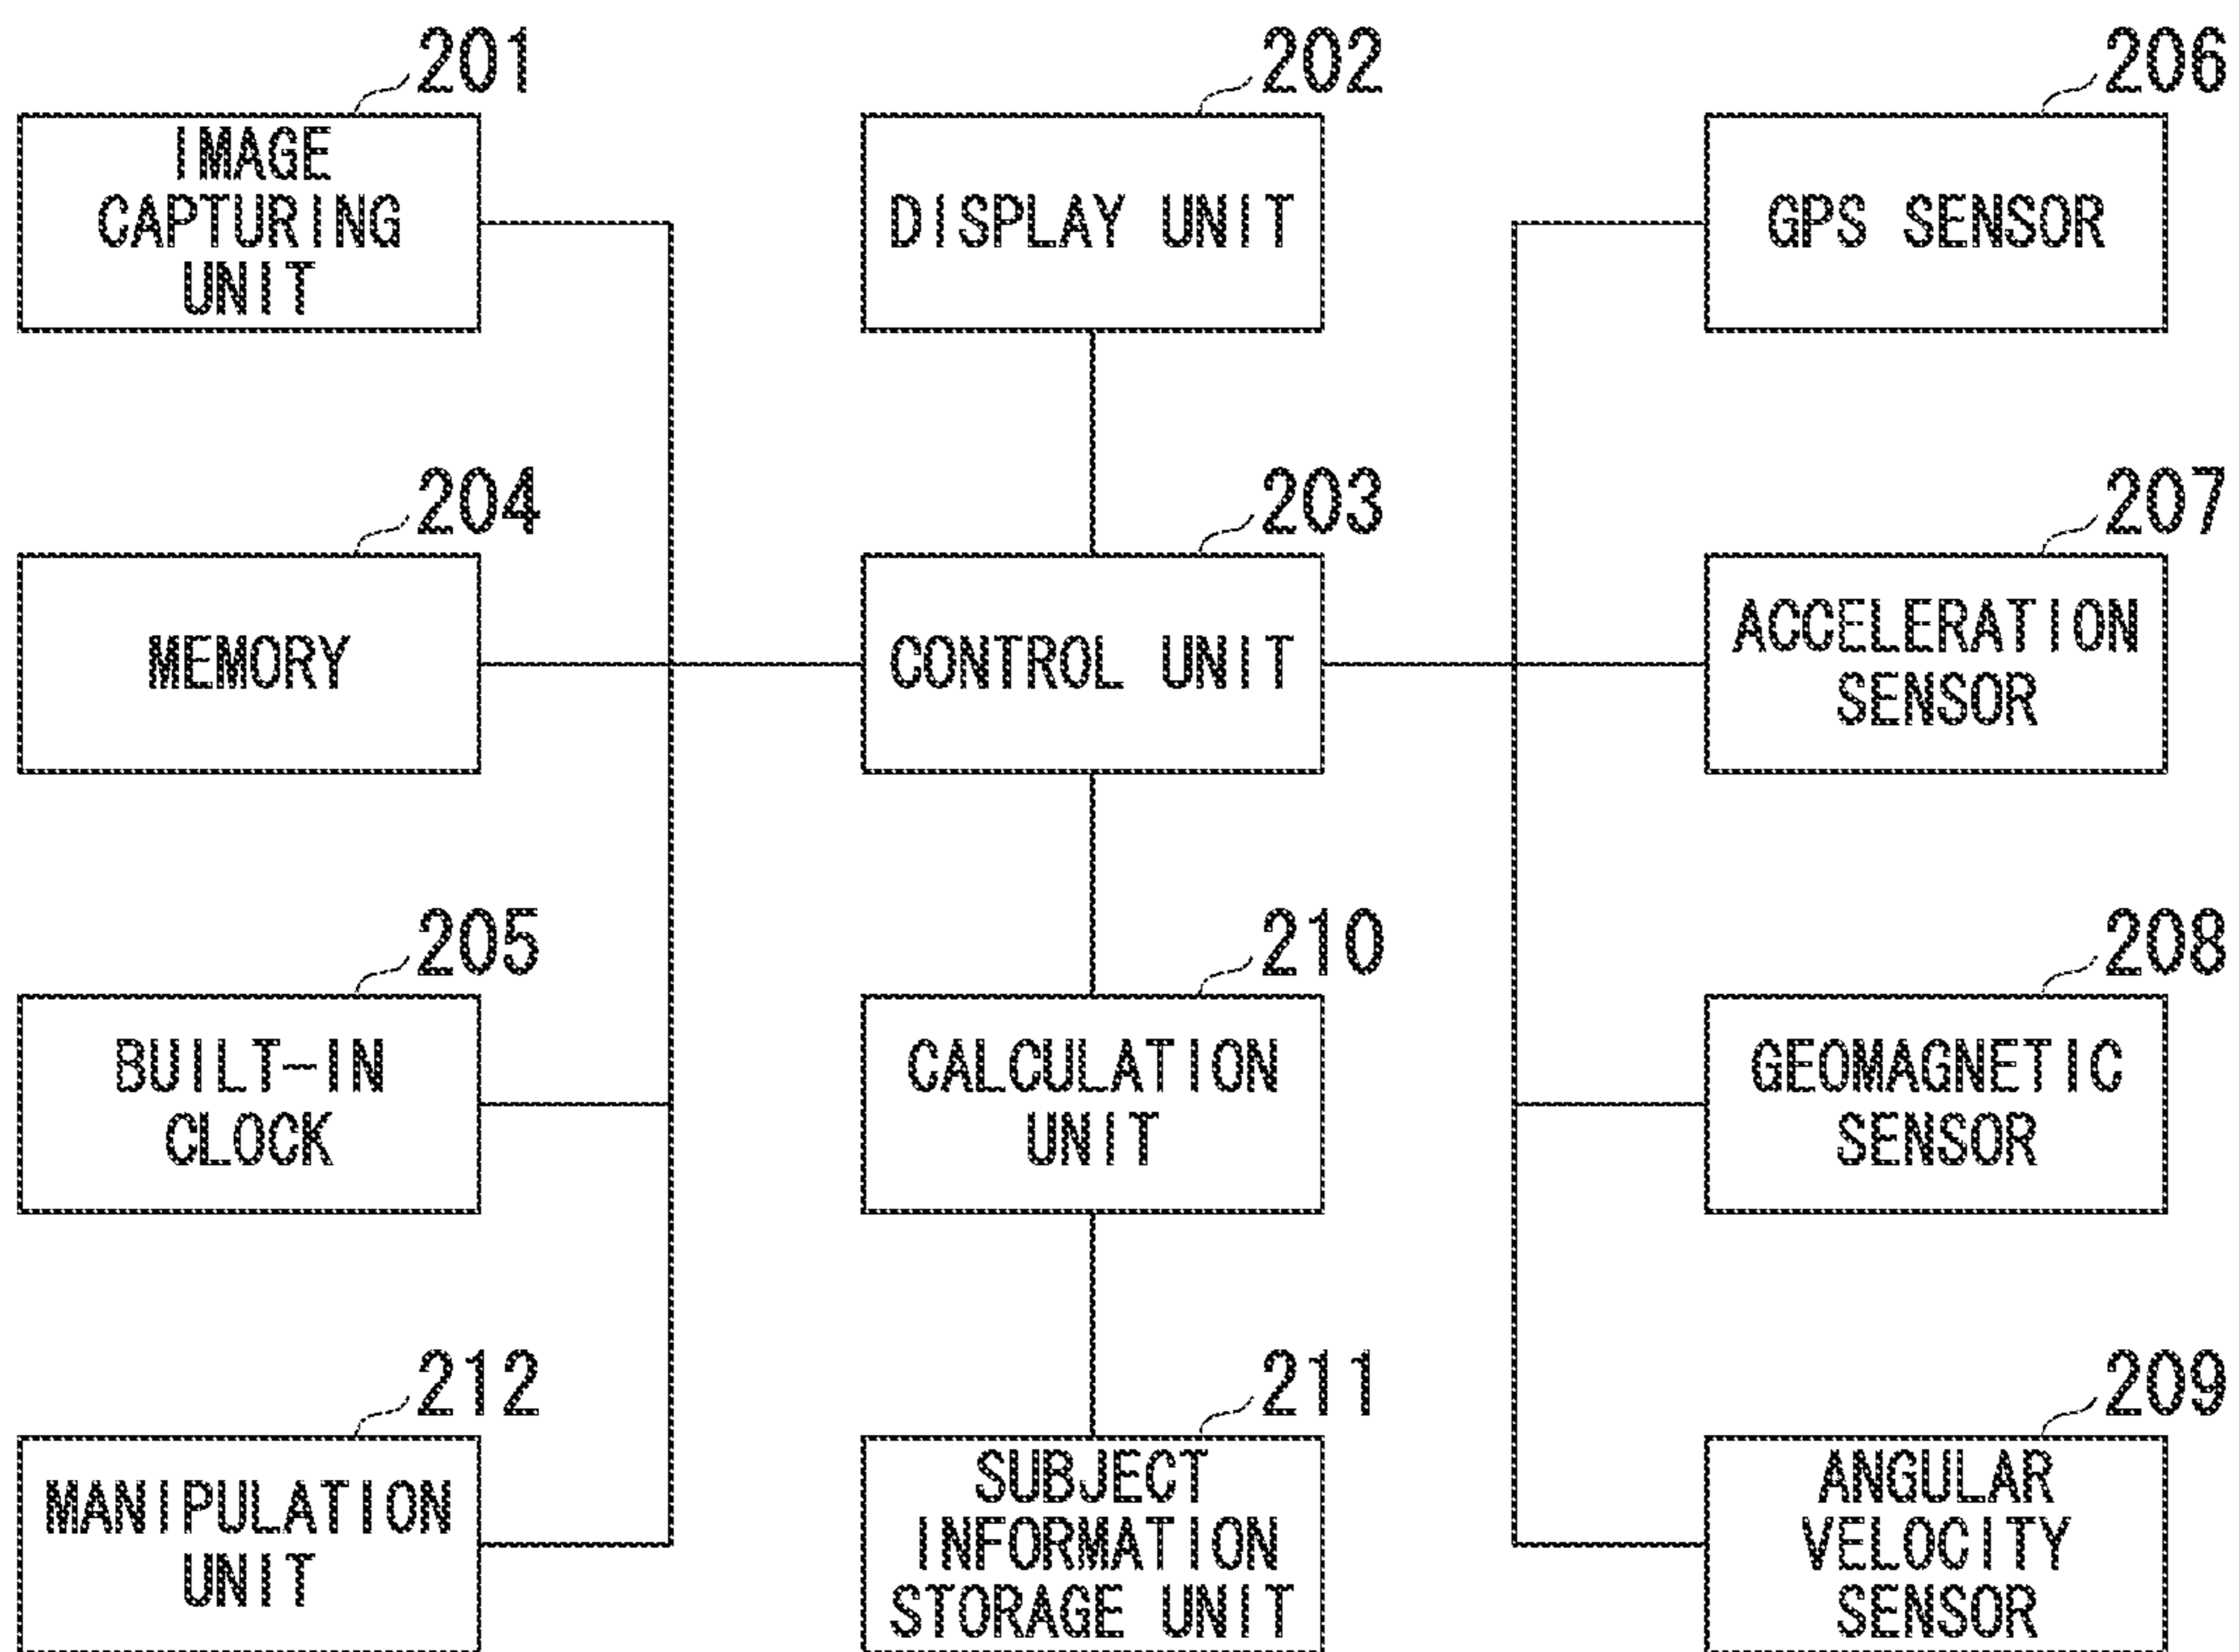 201
IMAGE
CAPTURING
UNIT
202
DISPLAY UNIT
206
GPS SENSOR
204
MEMORY
203
CONTROL UNIT
207
ACCELERATION
SENSOR
205
BUILT-IN
CLOCK
210
CALCULATION
UNIT
208
GEOMAGNETIC
SENSOR
212
MANIPULATION
UNIT
211
SUBJECT
INFORMATION
STORAGE UNIT
209
ANGULAR
VELOCITY
SENSOR